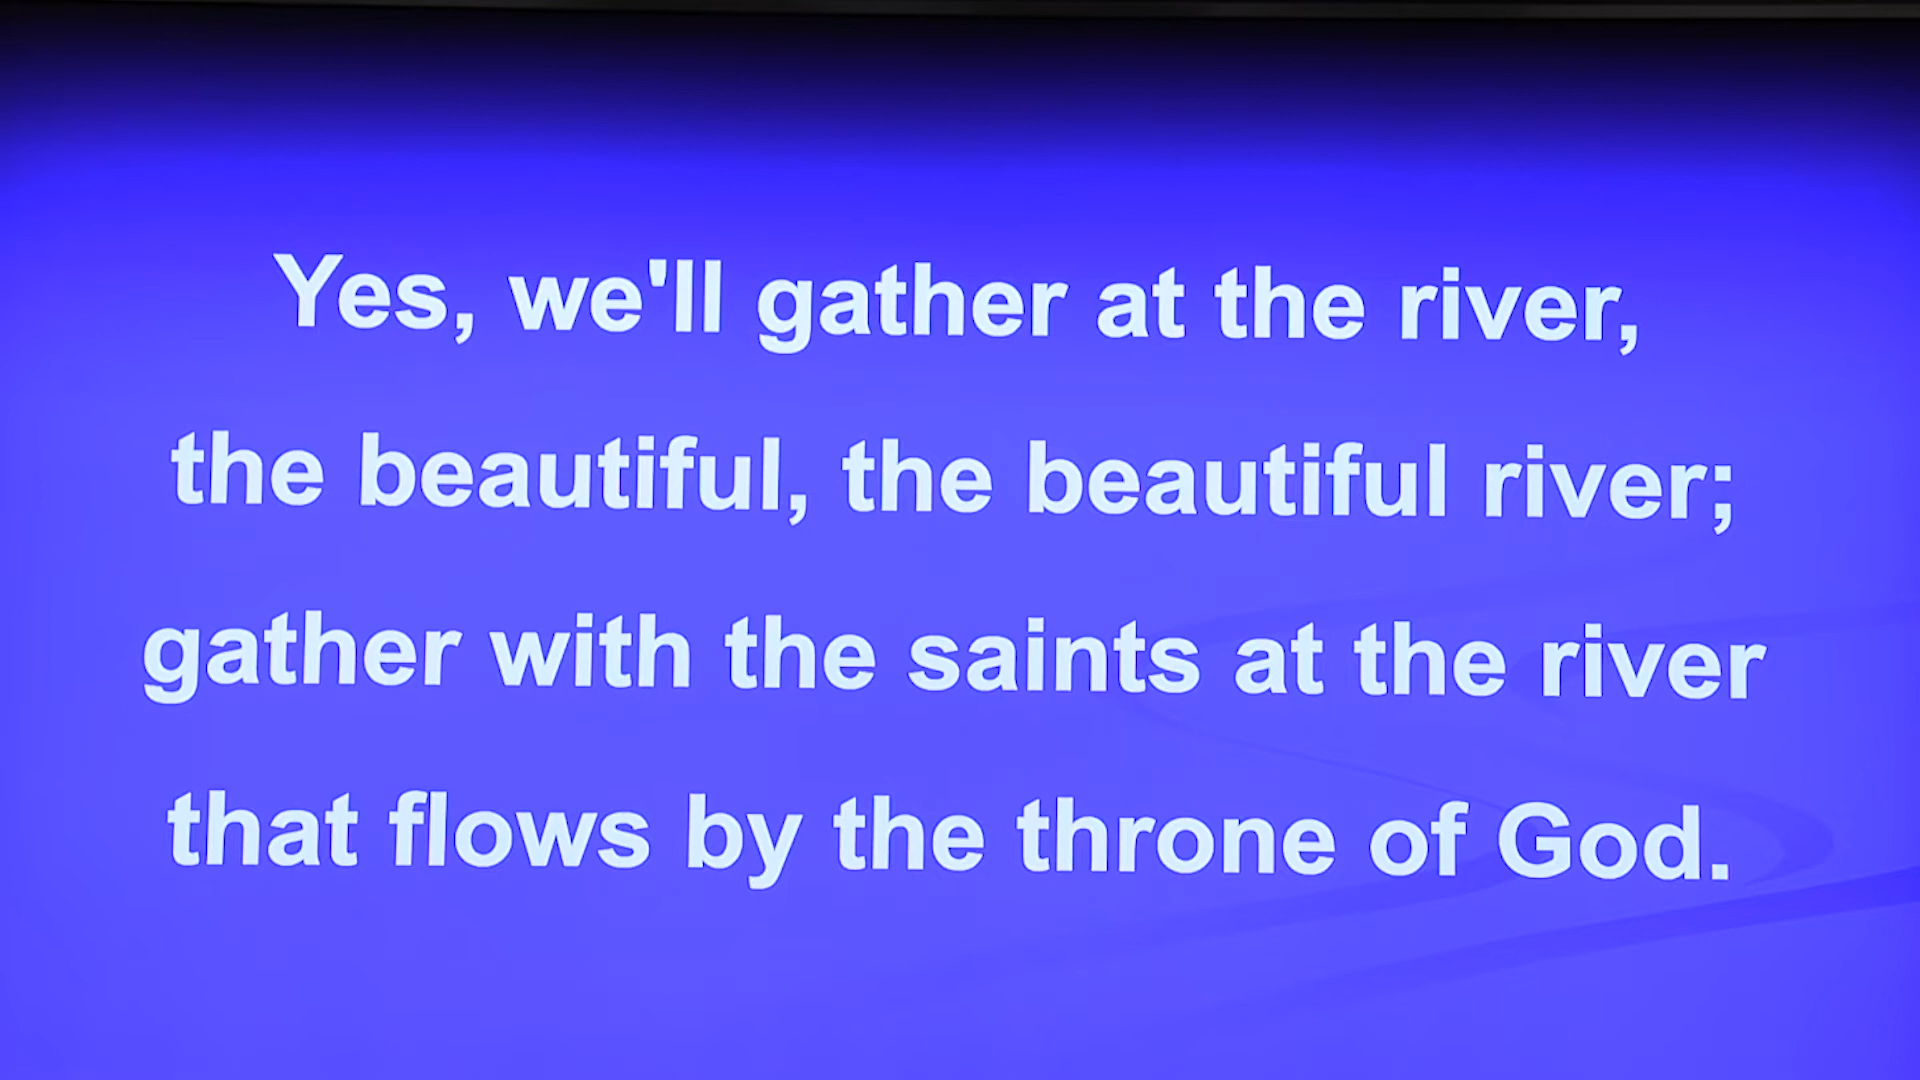 Yes, we'll gather at the river,
the beautiful, the beautiful river;
gather with the saints at the river
that flows by the throne of God.